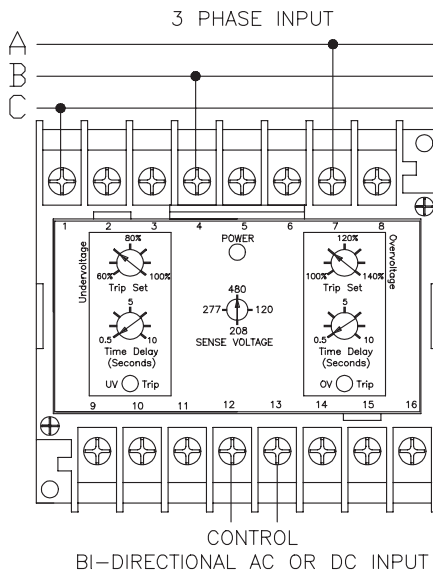 3 PHASE INPUT
A
B
C
1 2 3 4 5 6 7 8
Undervoltage
80%
60% 100%
Trip Set
5
0.5 10
Time Delay
(Seconds)
UV Trip
POWER
480
277 120
208
SENSE VOLTAGE
120%
100% 140%
Trip Set
5
0.5 10
Time Delay
(Seconds)
OV Trip
Overvoltage
9 10 11 12 13 14 15 16
CONTROL
BI-DIRECTIONAL AC OR DC INPUT